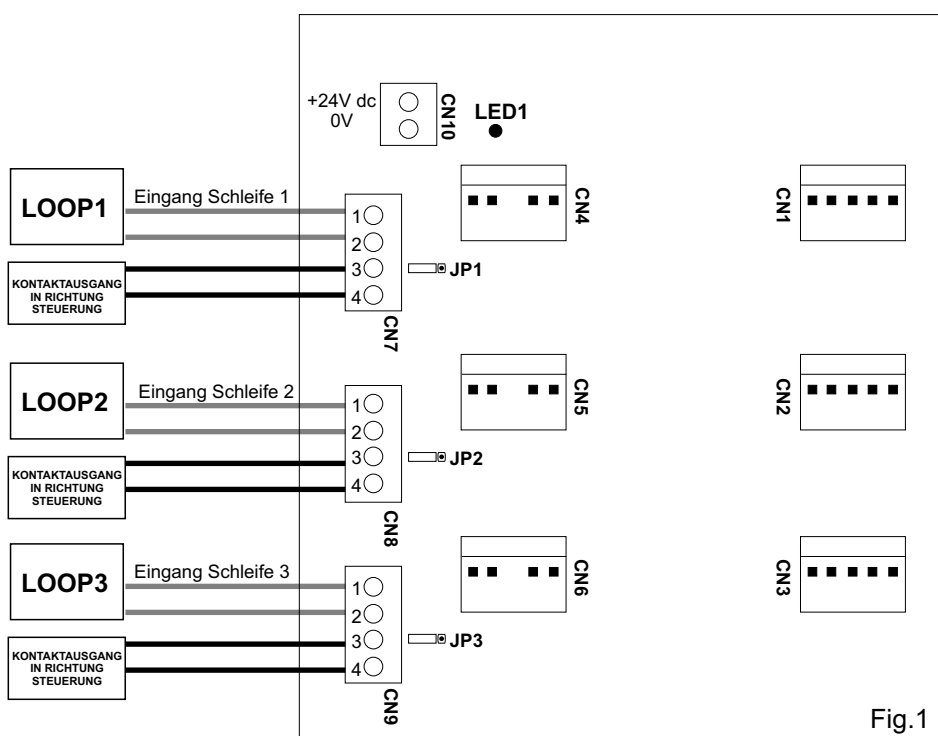 +24V dc
0V
CN10
LED1
LOOP1
Eingang Schleife 1
KONTAKTAUSGANG
IN RICHTUNG
STEUERUNG
1
2
3
4
CN7
JP1
CN4
CN1
LOOP2
Eingang Schleife 2
KONTAKTAUSGANG
IN RICHTUNG
STEUERUNG
1
2
3
4
CN8
JP2
CN5
CN2
LOOP3
Eingang Schleife 3
KONTAKTAUSGANG
IN RICHTUNG
STEUERUNG
1
2
3
4
CN9
JP3
CN6
CN3
Fig.1